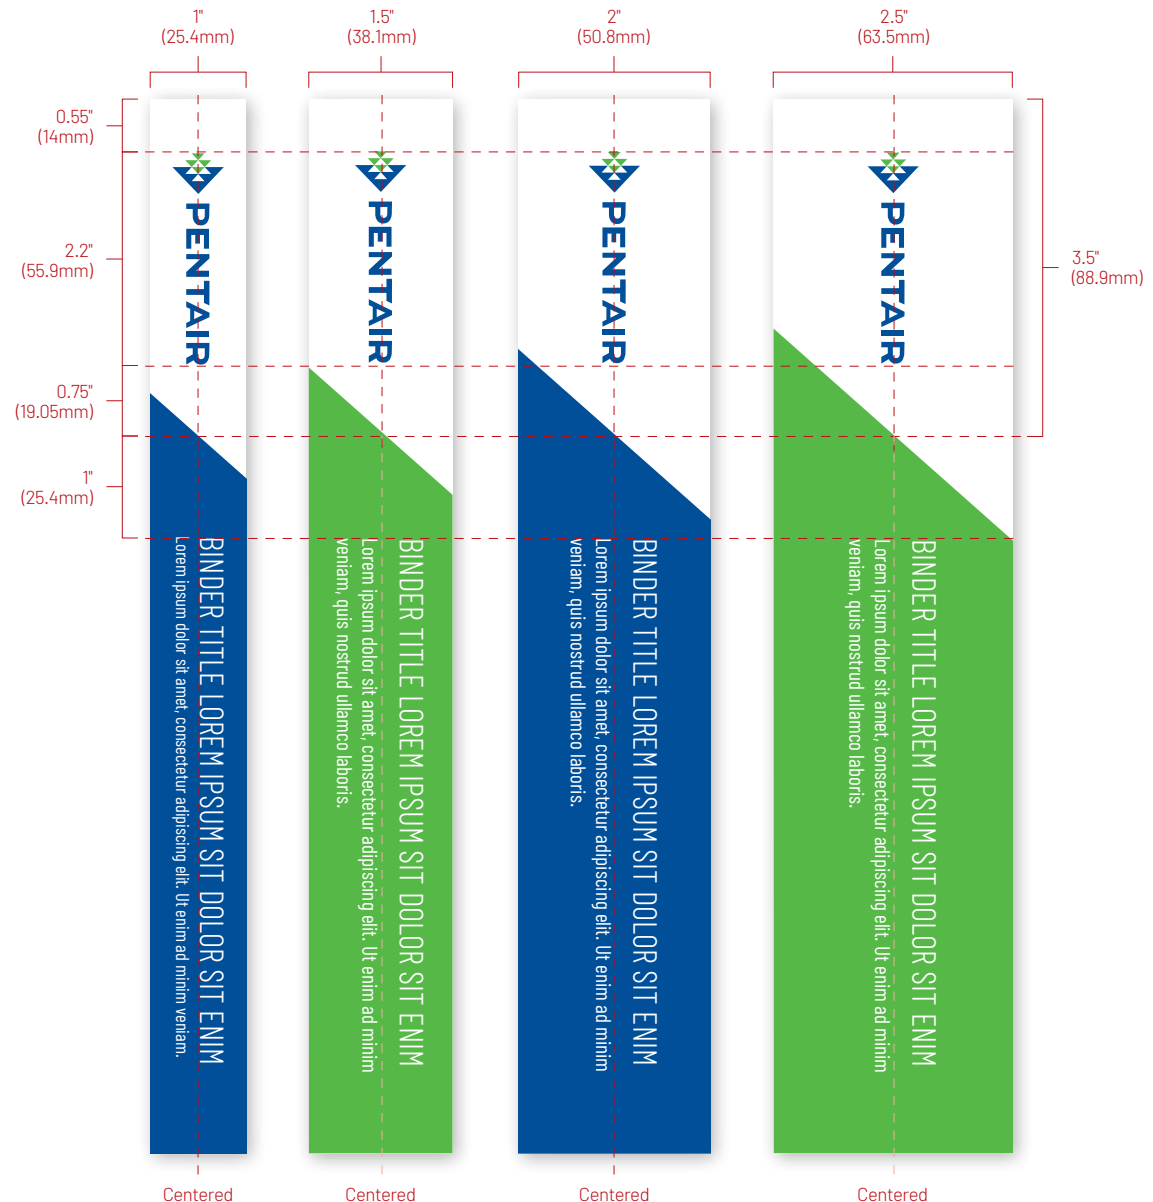 1"
(25.4mm)
1.5"
(38.1mm)
2"
(50.8mm)
2.5"
(63.5mm)
0.55"
(14mm)
2.2"
(55.9mm)
0.75"
(19.05mm)
1"
(25.4mm)
3.5"
(88.9mm)
PENTAIR
BINDER TITLE LOREM IPSUM SIT DOLOR SIT ENIM
Lorem ipsum dolor sit amet, consectetur adipiscing elit. Ut enim ad minim veniam.
PENTAIR
BINDER TITLE LOREM IPSUM SIT DOLOR SIT ENIM
Lorem ipsum dolor sit amet, consectetur adipiscing elit. Ut enim ad minim
veniam, quis nostrud ullamco laboris.
PENTAIR
BINDER TITLE LOREM IPSUM SIT DOLOR SIT ENIM
Lorem ipsum dolor sit amet, consectetur adipiscing elit. Ut enim ad minim
veniam, quis nostrud ullamco laboris.
PENTAIR
BINDER TITLE LOREM IPSUM SIT DOLOR SIT ENIM
Lorem ipsum dolor sit amet, consectetur adipiscing elit. Ut enim ad minim
veniam, quis nostrud ullamco laboris.
Centered
Centered
Centered
Centered